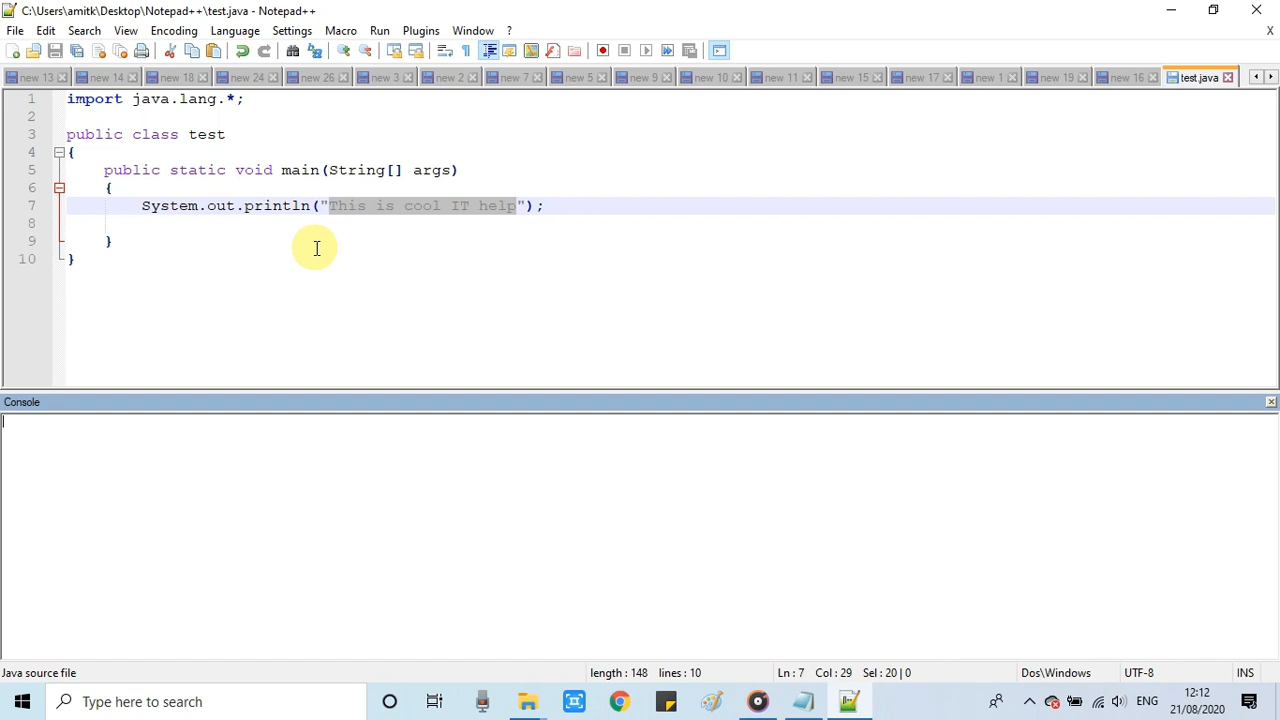 C:\Users\amitk\Desktop\Notepad++\test.java - Notepad++
File Edit Search View Encoding Language Settings Macro Run Plugins Window ? X
new 13 new 14 new 18 new 24 new 26 new 3 new 2 new 7 new 5 new 9 new 10 new 11 new 15 new 17 new 1 new 19 new 16 test.java
1 import java.lang.*;
2
3 public class test
4 {
5 public static void main(String[] args)
6 {
7 System.out.println("This is cool IT help");
8
9 }
10 }
Console
Java source file length : 148 lines : 10 Ln : 7 Col : 29 Sel : 20 | 0 Dos\Windows UTF-8 INS
Type here to search ENG 12:12
21/08/2020